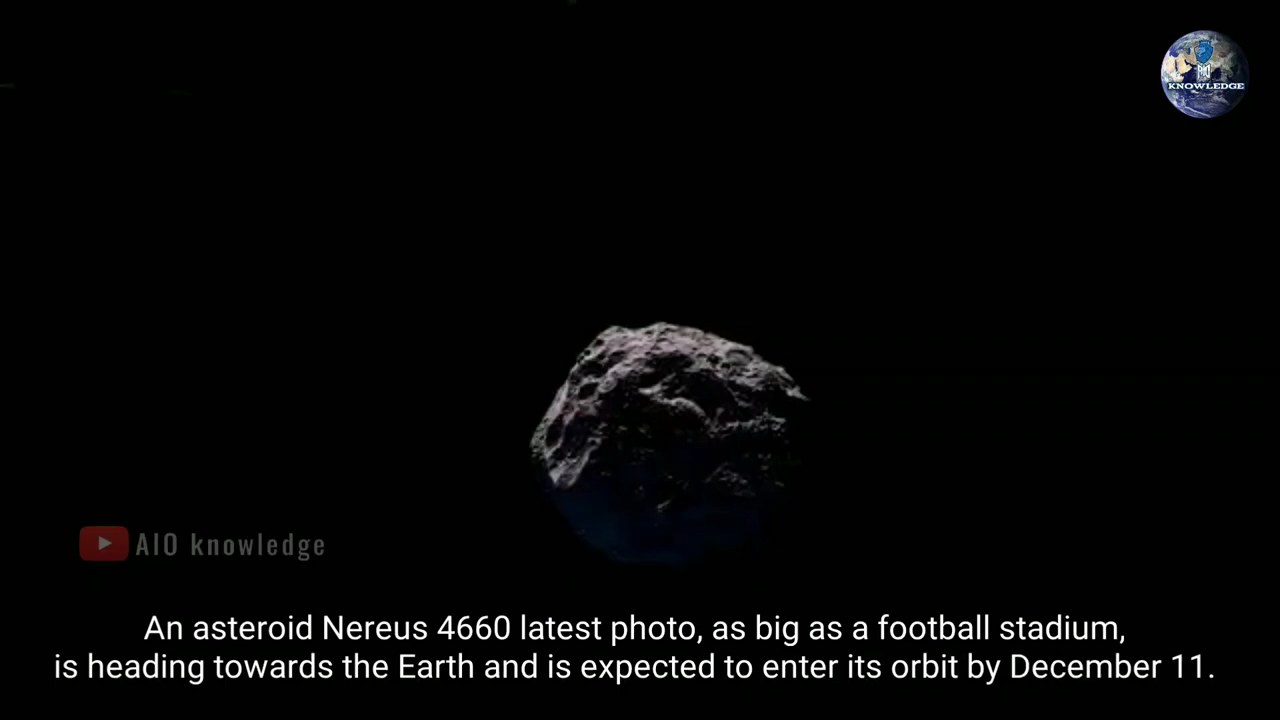 AIO
KNOWLEDGE
AIO knowledge
An asteroid Nereus 4660 latest photo, as big as a football stadium,
is heading towards the Earth and is expected to enter its orbit by December 11.